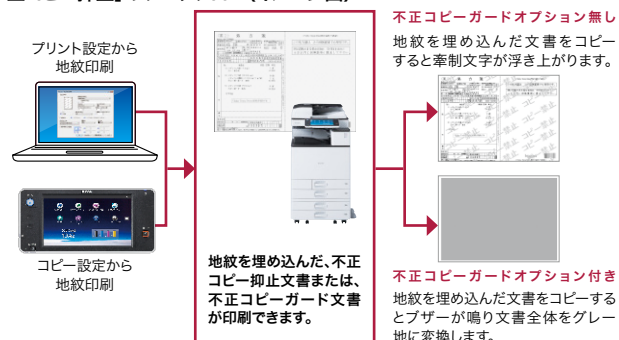 プリント設定から
地紋印刷
コピー設定から
地紋印刷
地紋を埋め込んだ、不正
コピー抑止文書または、
不正コピーガード文書
が印刷できます。
不正コピーガードオプション無し
地紋を埋め込んだ文書をコピー
すると牽制文字が浮き上がります。
不正コピーガードオプション付き
地紋を埋め込んだ文書をコピーする
とブザーが鳴り文書全体をグレー
地に変換します。